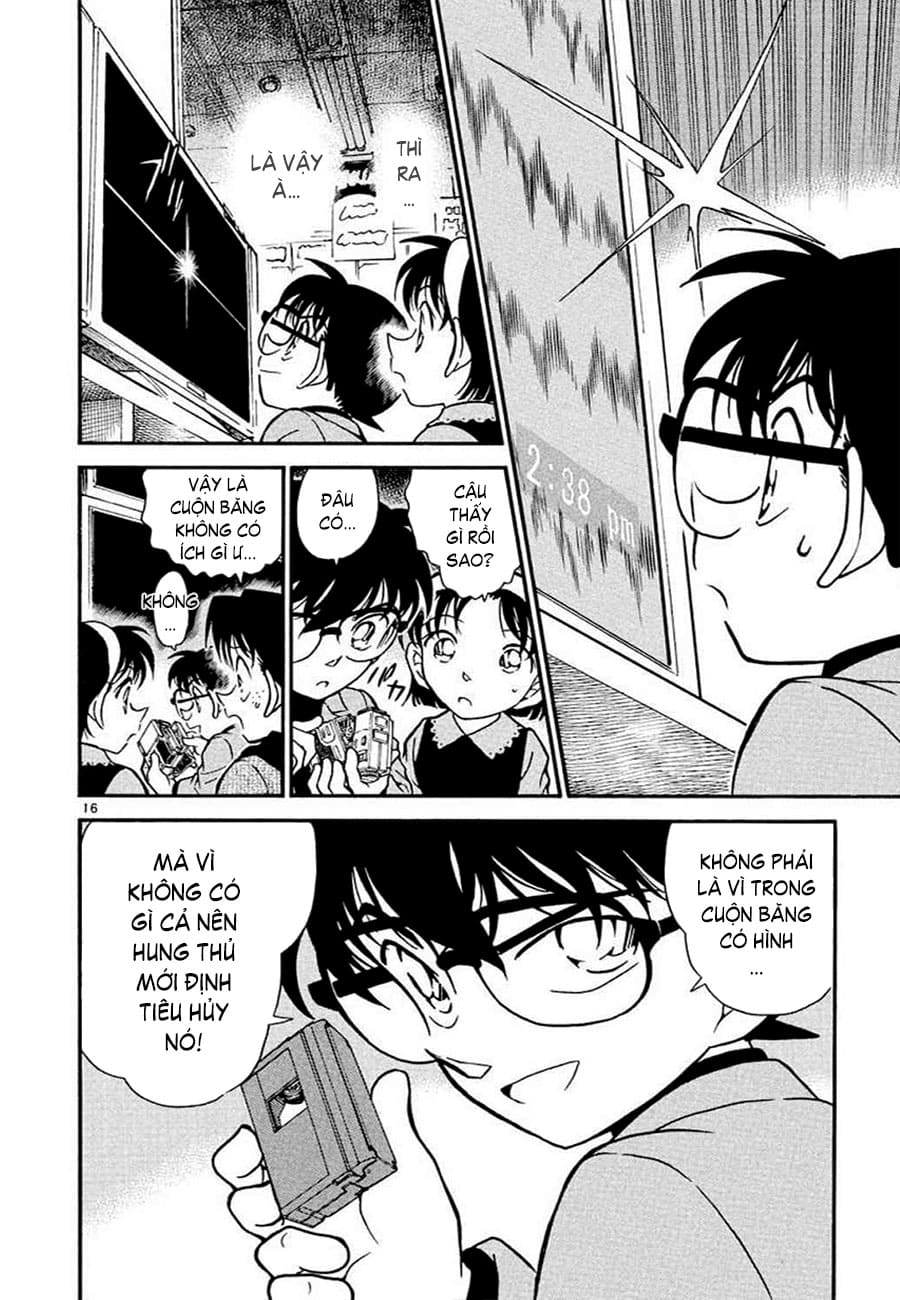 2:38 pm
THÌ
RA
...
LÀ VẬY
À...
CẬU
THẤY
GÌ RỒI
SAO?
ĐÂU
CÓ...
パカ
VẬY LÀ
CUỘN BĂNG
KHÔNG CÓ
ÍCH GÌ Ư...
KHÔNG
...
16
KHÔNG PHẢI
LÀ VÌ TRONG
CUỘN BĂNG
CÓ HÌNH
...
MÀ VÌ
KHÔNG CÓ
GÌ CẢ NÊN
HUNG THỦ
MỚI ĐỊNH
TIÊU HỦY
NÓ!